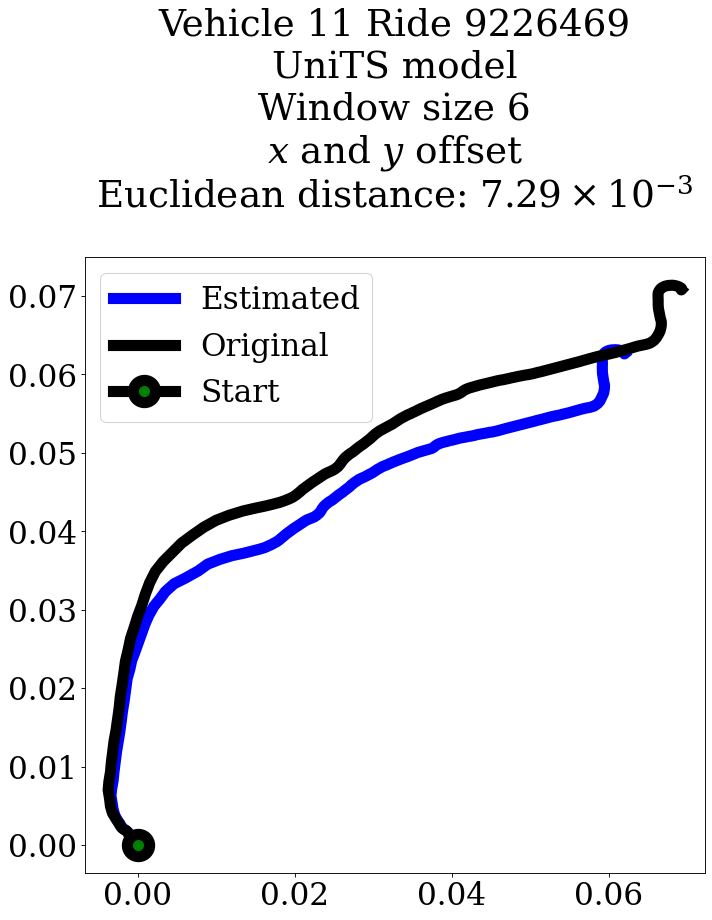 Vehicle 11 Ride 9226469
UniTS model
Window size 6
x and y offset
Euclidean distance: 7.29 × 10⁻³
Estimated
Original
Start
0.07
0.06
0.05
0.04
0.03
0.02
0.01
0.00
0.00 0.02 0.04 0.06